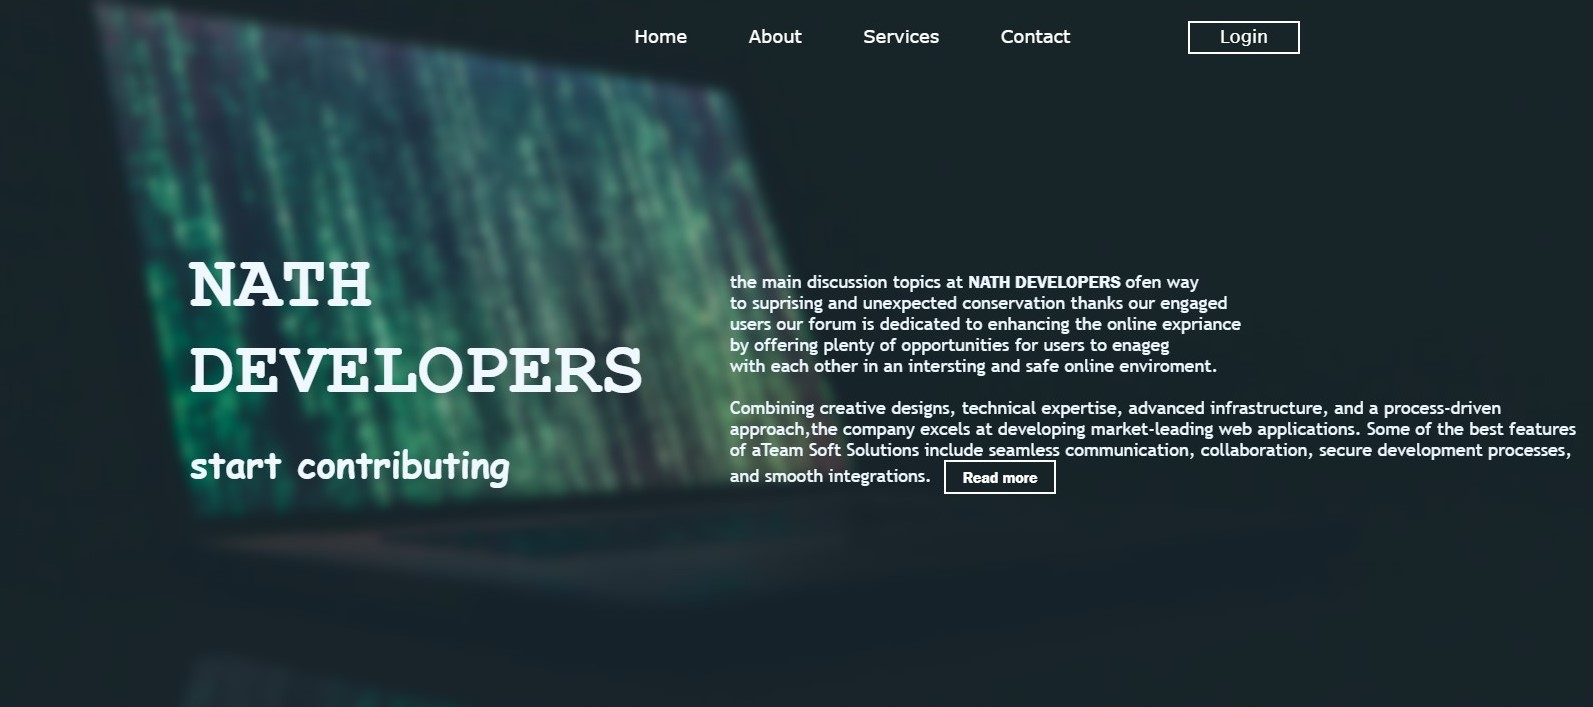 Home About Services Contact Login
NATH
DEVELOPERS
start contributing
the main discussion topics at NATH DEVELOPERS ofen way
to suprising and unexpected conservation thanks our engaged
users our forum is dedicated to enhancing the online expriance
by offering plenty of opportunities for users to enageg
with each other in an intersting and safe online enviroment.
Combining creative designs, technical expertise, advanced infrastructure, and a process-driven
approach,the company excels at developing market-leading web applications. Some of the best features
of aTeam Soft Solutions include seamless communication, collaboration, secure development processes,
and smooth integrations. Read more